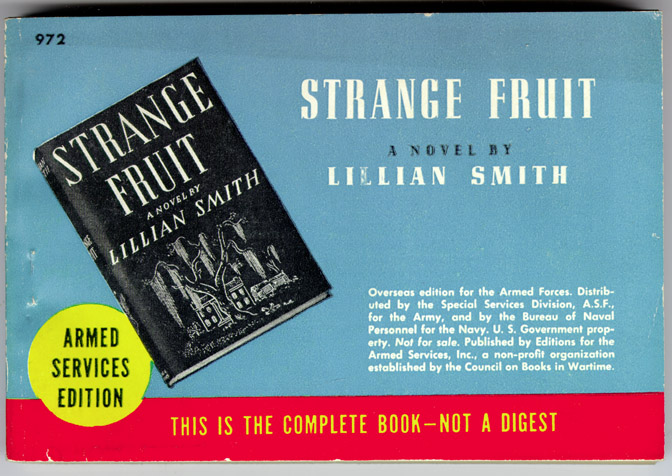 972
STRANGE
FRUIT
A NOVEL BY
LILLIAN SMITH
STRANGE FRUIT
A NOVEL BY
LILLIAN SMITH
Overseas edition for the Armed Forces. Distrib-
uted by the Special Services Division, A.S.F.,
for the Army, and by the Bureau of Naval
Personnel for the Navy. U. S. Government prop-
erty. Not for sale. Published by Editions for the
Armed Services, Inc., a non-profit organization
established by the Council on Books in Wartime.
ARMED
SERVICES
EDITION
THIS IS THE COMPLETE BOOK—NOT A DIGEST